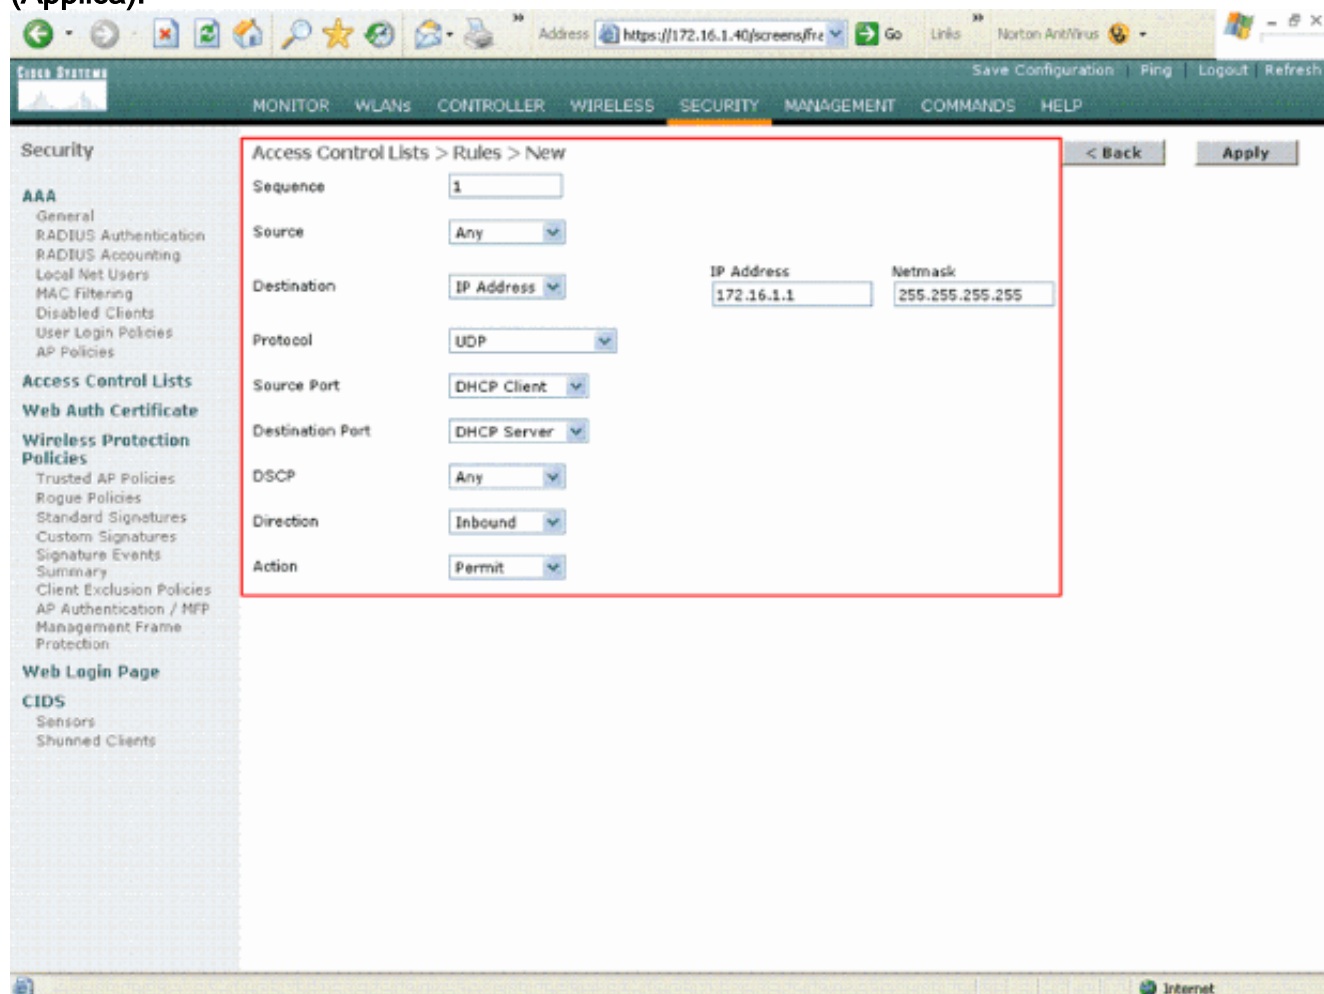 (Applica).
Address https://172.16.1.40/screens/fra Go Links Norton AntiVirus
CISCO SYSTEMS
Save Configuration | Ping | Logout | Refresh
MONITOR WLANs CONTROLLER WIRELESS SECURITY MANAGEMENT COMMANDS HELP
Security
AAA
General
RADIUS Authentication
RADIUS Accounting
Local Net Users
MAC Filtering
Disabled Clients
User Login Policies
AP Policies
Access Control Lists
Web Auth Certificate
Wireless Protection
Policies
Trusted AP Policies
Rogue Policies
Standard Signatures
Custom Signatures
Signature Events
Summary
Client Exclusion Policies
AP Authentication / MFP
Management Frame
Protection
Web Login Page
CIDS
Sensors
Shunned Clients
Access Control Lists > Rules > New
< Back
Apply
Sequence 1
Source Any
IP Address Netmask
Destination IP Address 172.16.1.1 255.255.255.255
Protocol UDP
Source Port DHCP Client
Destination Port DHCP Server
DSCP Any
Direction Inbound
Action Permit
Internet